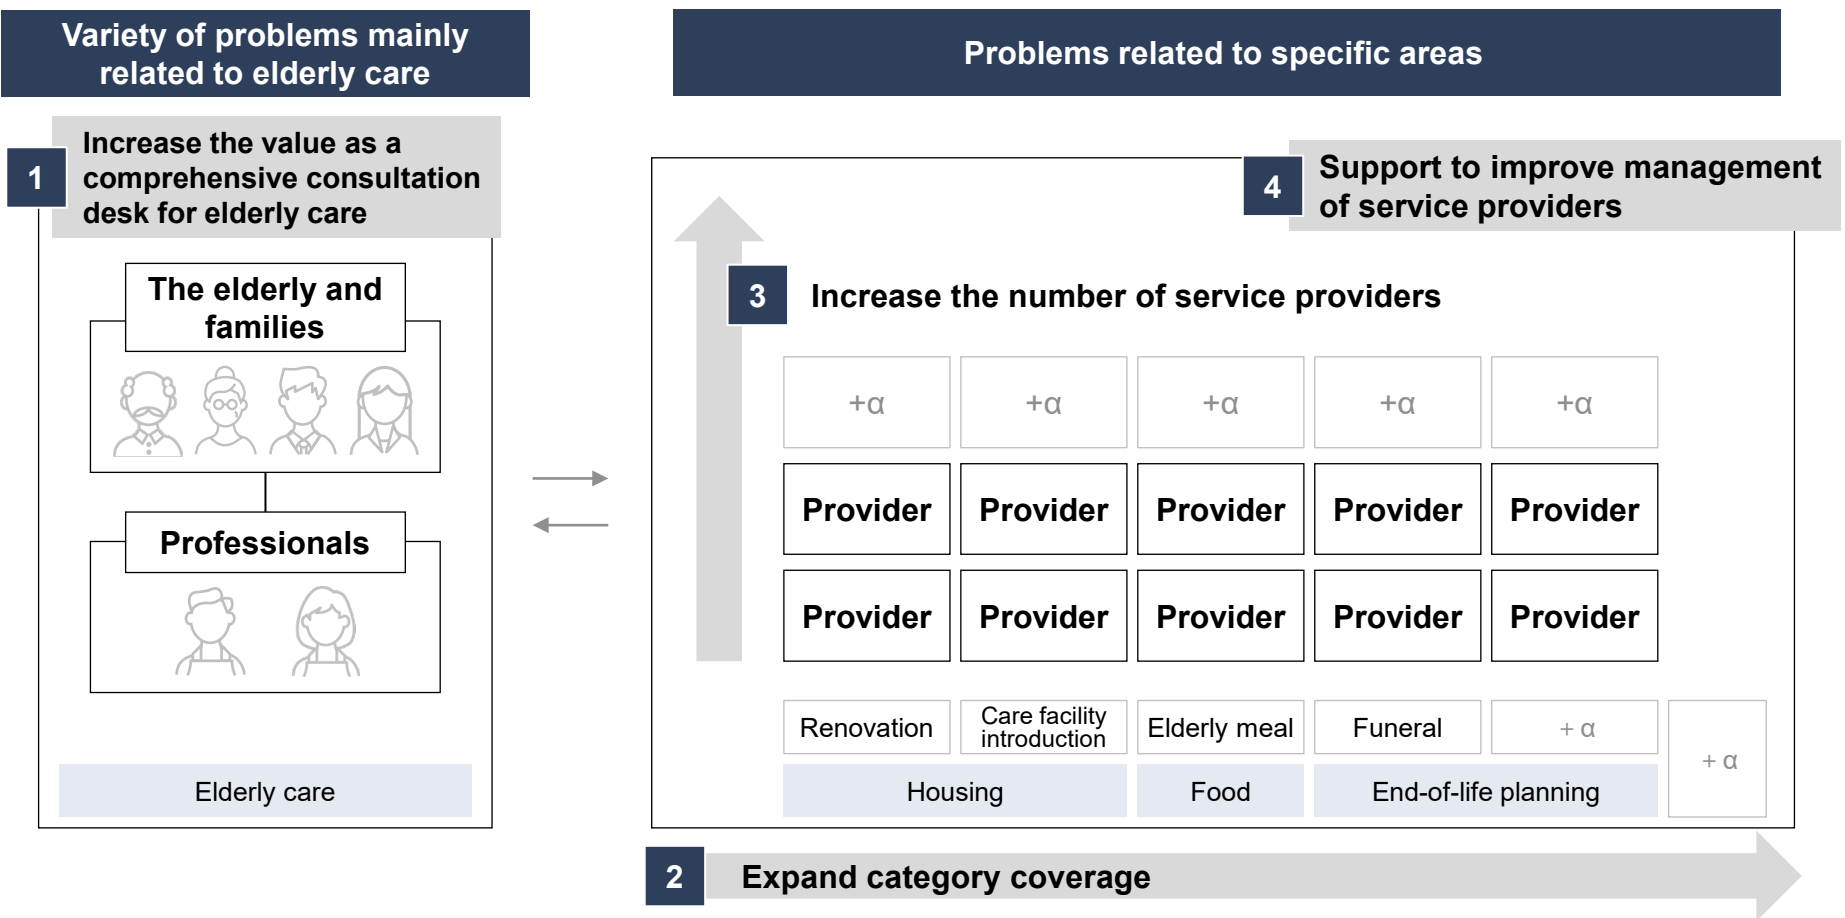 Variety of problems mainly
related to elderly care
Problems related to specific areas
1
Increase the value as a
comprehensive consultation
desk for elderly care
The elderly and
families
Professionals
Elderly care
4
Support to improve management
of service providers
3
Increase the number of service providers
+α +α +α +α +α
Provider Provider Provider Provider Provider
Provider Provider Provider Provider Provider
Renovation
Care facility
introduction
Elderly meal
Funeral
+ α
+ α
Housing
Food
End-of-life planning
2
Expand category coverage